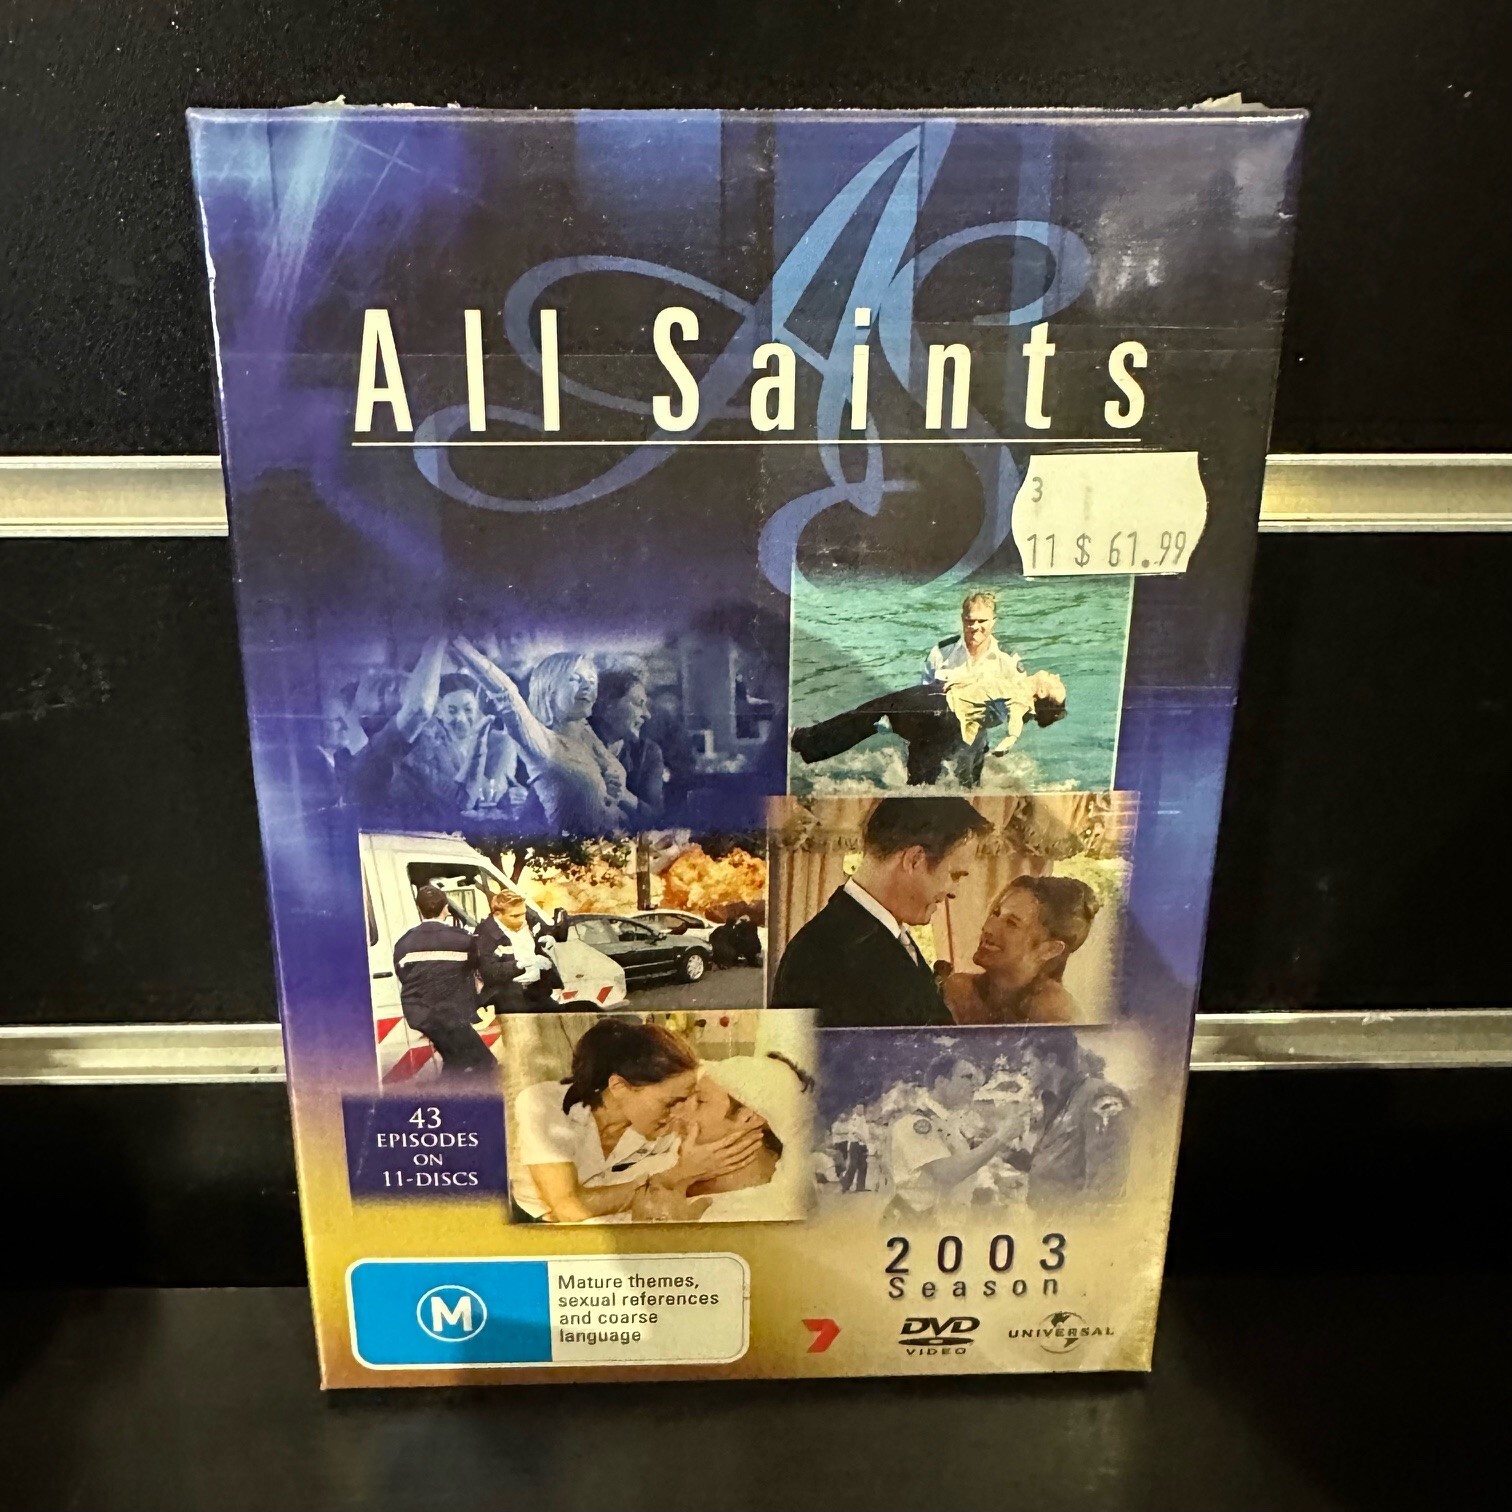 AS
All Saints
3
11 $ 61.99
43
EPISODES
ON
11-DISCS
M
Mature themes,
sexual references
and coarse
language
2003
Season
7
DVD
VIDEO
UNIVERSAL